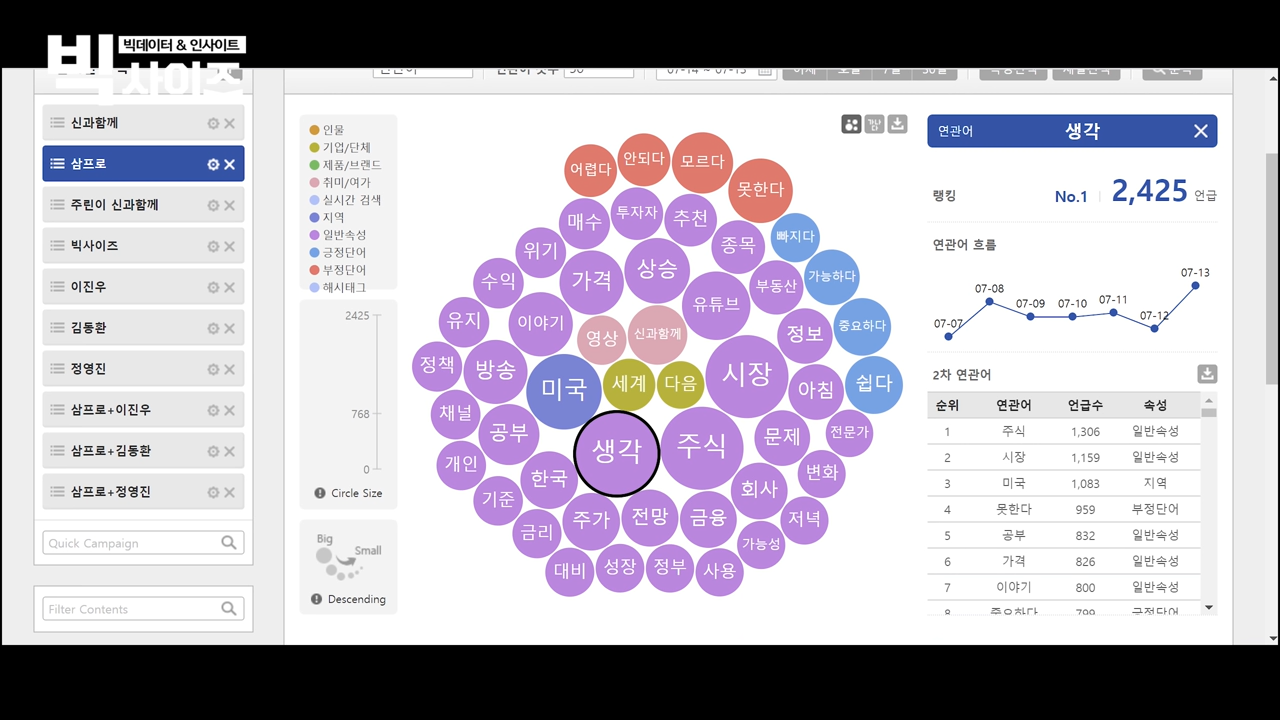 빅사이즈
빅데이터 & 인사이트
신과함께
삼프로
주린이 신과함께
빅사이즈
이진우
김동환
정영진
삼프로+이진우
삼프로+김동환
삼프로+정영진
Quick Campaign
Filter Contents
인물
기업/단체
제품/브랜드
취미/여가
실시간 검색
지역
일반속성
긍정단어
부정단어
해시태그
2425
768
0
Circle Size
Big
Small
Descending
어렵다
안되다
모르다
못한다
매수
투자자
추천
종목
빠지다
위기
가격
상승
유튜브
부동산
가능하다
수익
유지
이야기
영상
신과함께
정보
중요하다
정책
방송
미국
세계
다음
시장
아침
쉽다
채널
공부
생각
주식
문제
전문가
개인
한국
회사
변화
기준
금리
주가
전망
금융
가능성
저녁
대비
성장
정부
사용
연관어 생각
랭킹 No.1 2,425 언급
연관어 흐름
07-07
07-08
07-09
07-10
07-11
07-12
07-13
2차 연관어
순위 연관어 언급수 속성
1 주식 1,306 일반속성
2 시장 1,159 일반속성
3 미국 1,083 지역
4 못한다 959 부정단어
5 공부 832 일반속성
6 가격 826 일반속성
7 이야기 800 일반속성
8 중요하다 799 긍정단어